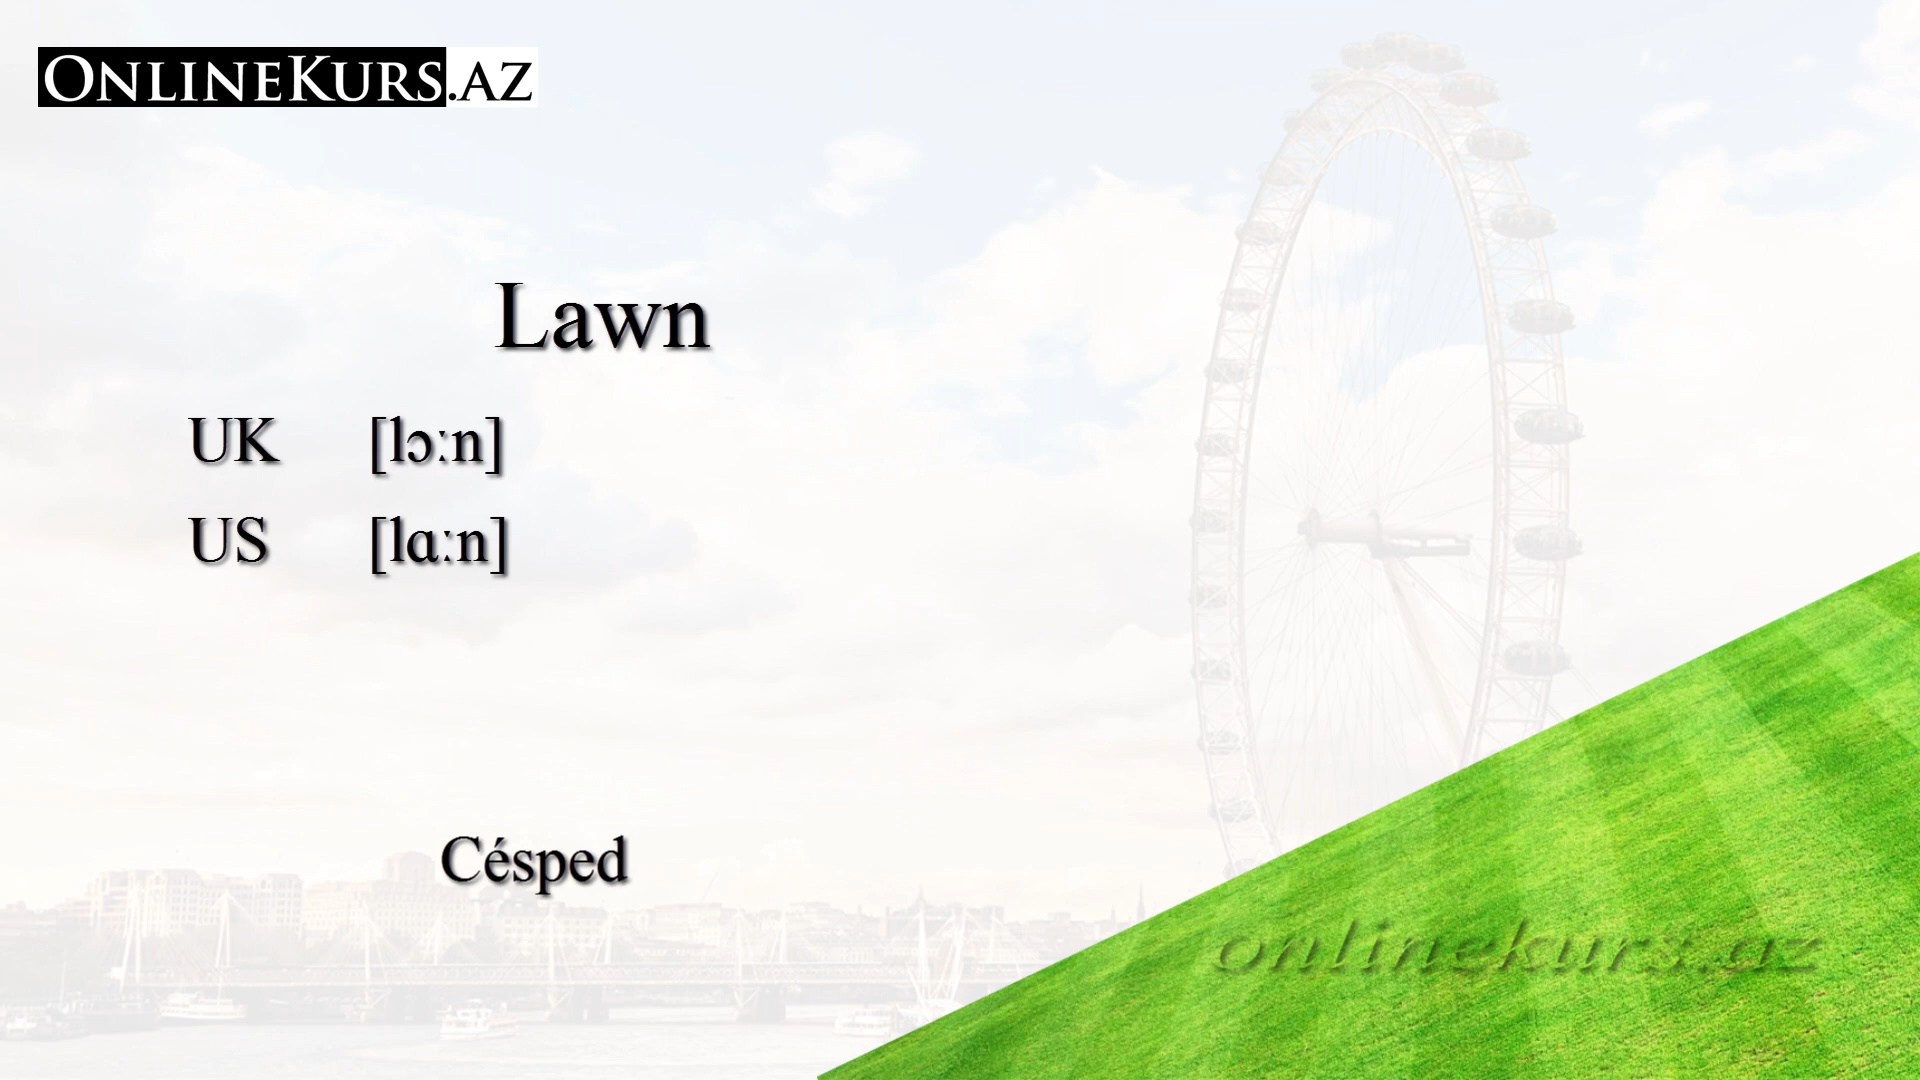 ONLINEKURS.AZ
Lawn
UK [lɔːn]
US [lɑːn]
Césped
onlinekurs.az